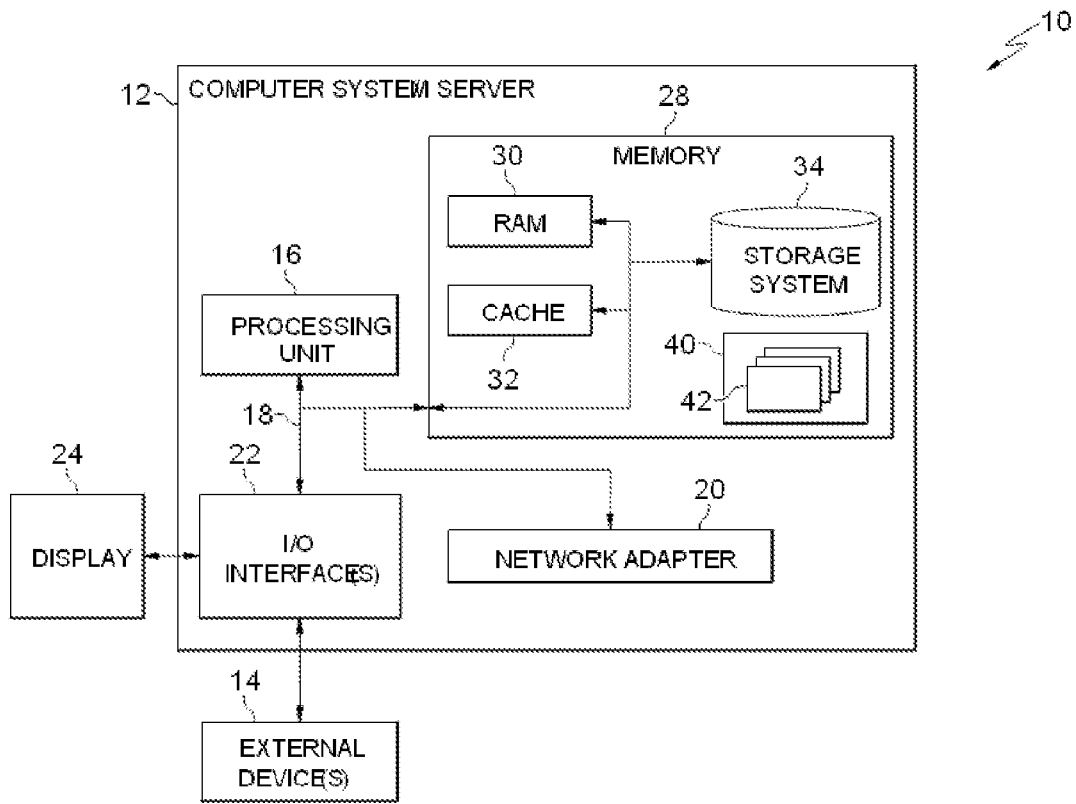 10
12
COMPUTER SYSTEM SERVER
28
MEMORY
30
RAM
34
STORAGE
SYSTEM
16
PROCESSING
UNIT
CACHE
32
40
42
18
24
22
DISPLAY
I/O
INTERFACE(S)
20
NETWORK ADAPTER
14
EXTERNAL
DEVICE(S)